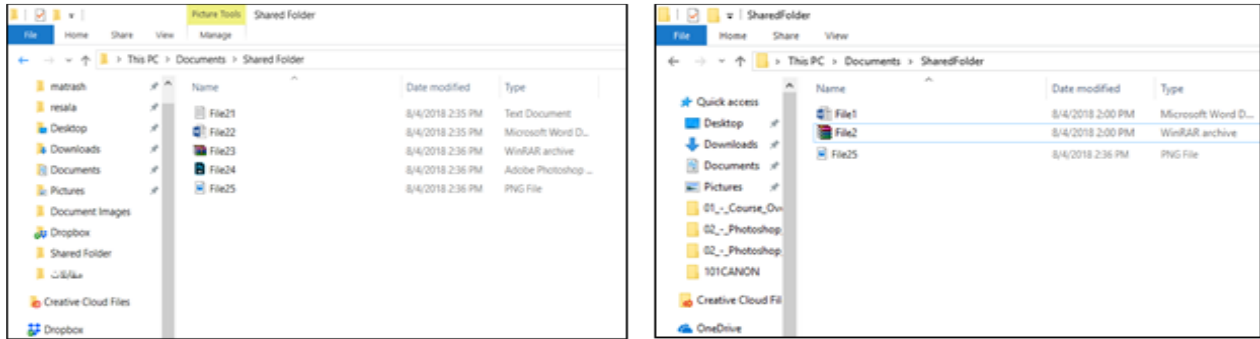 Picture Tools Shared Folder
File Home Share View Manage
This PC > Documents > Shared Folder
matrash
resala
Desktop
Downloads
Documents
Pictures
Document Images
Dropbox
Shared Folder
مقابلات
Creative Cloud Files
Dropbox
Name Date modified Type
File21 8/4/2018 2:35 PM Text Document
File22 8/4/2018 2:35 PM Microsoft Word D...
File23 8/4/2018 2:36 PM WinRAR archive
File24 8/4/2018 2:36 PM Adobe Photoshop ...
File25 8/4/2018 2:36 PM PNG File
SharedFolder
File Home Share View
This PC > Documents > SharedFolder
Quick access
Desktop
Downloads
Documents
Pictures
01_-_Course_Ov
02_-_Photoshop
02_-_Photoshop
101CANON
Creative Cloud Fil
OneDrive
Name Date modified Type
File1 8/4/2018 2:00 PM Microsoft Word D...
File2 8/4/2018 2:00 PM WinRAR archive
File25 8/4/2018 2:36 PM PNG File